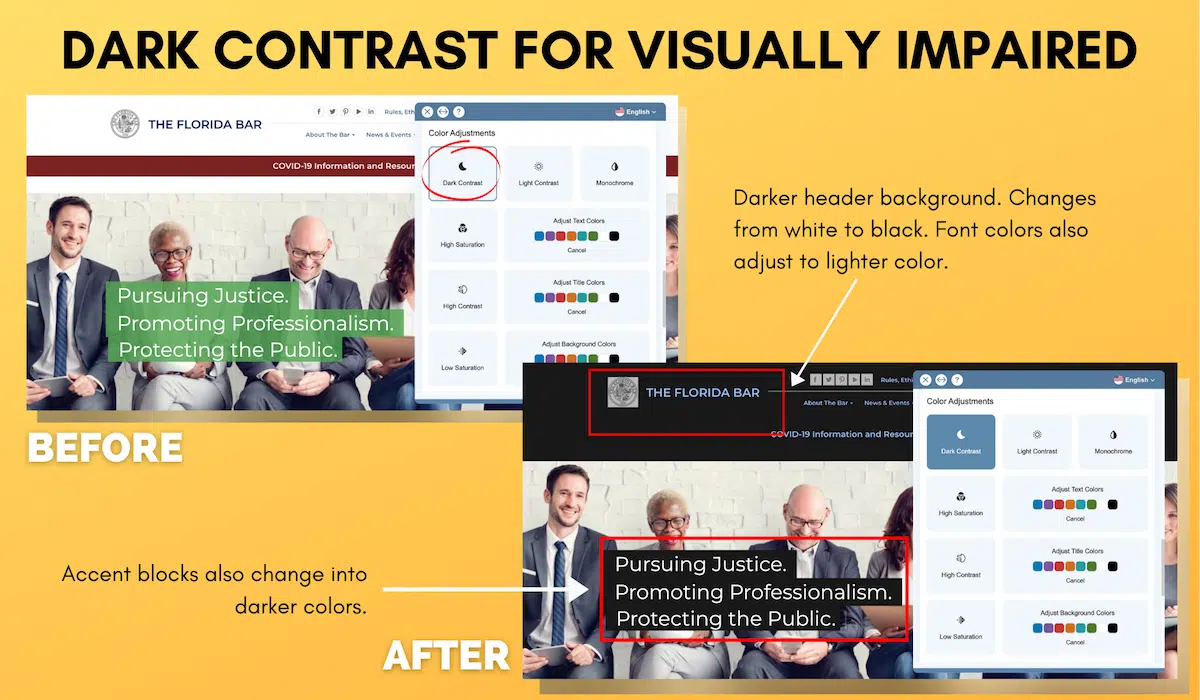 DARK CONTRAST FOR VISUALLY IMPAIRED
THE FLORIDA BAR
Rules, Eth
About The Bar
News & Events
COVID-19 Information and Resour
English
Color Adjustments
Dark Contrast
Light Contrast
Monochrome
High Saturation
Adjust Text Colors
Cancel
High Contrast
Adjust Title Colors
Cancel
Low Saturation
Adjust Background Colors
Pursuing Justice.
Promoting Professionalism.
Protecting the Public.
BEFORE
Darker header background. Changes
from white to black. Font colors also
adjust to lighter color.
THE FLORIDA BAR
Rules, Ethi
About The Bar
News & Events
COVID-19 Information and Resour
English
Color Adjustments
Dark Contrast
Light Contrast
Monochrome
High Saturation
Adjust Text Colors
Cancel
High Contrast
Adjust Title Colors
Cancel
Low Saturation
Adjust Background Colors
Cancel
Pursuing Justice.
Promoting Professionalism.
Protecting the Public.
Accent blocks also change into
darker colors.
AFTER